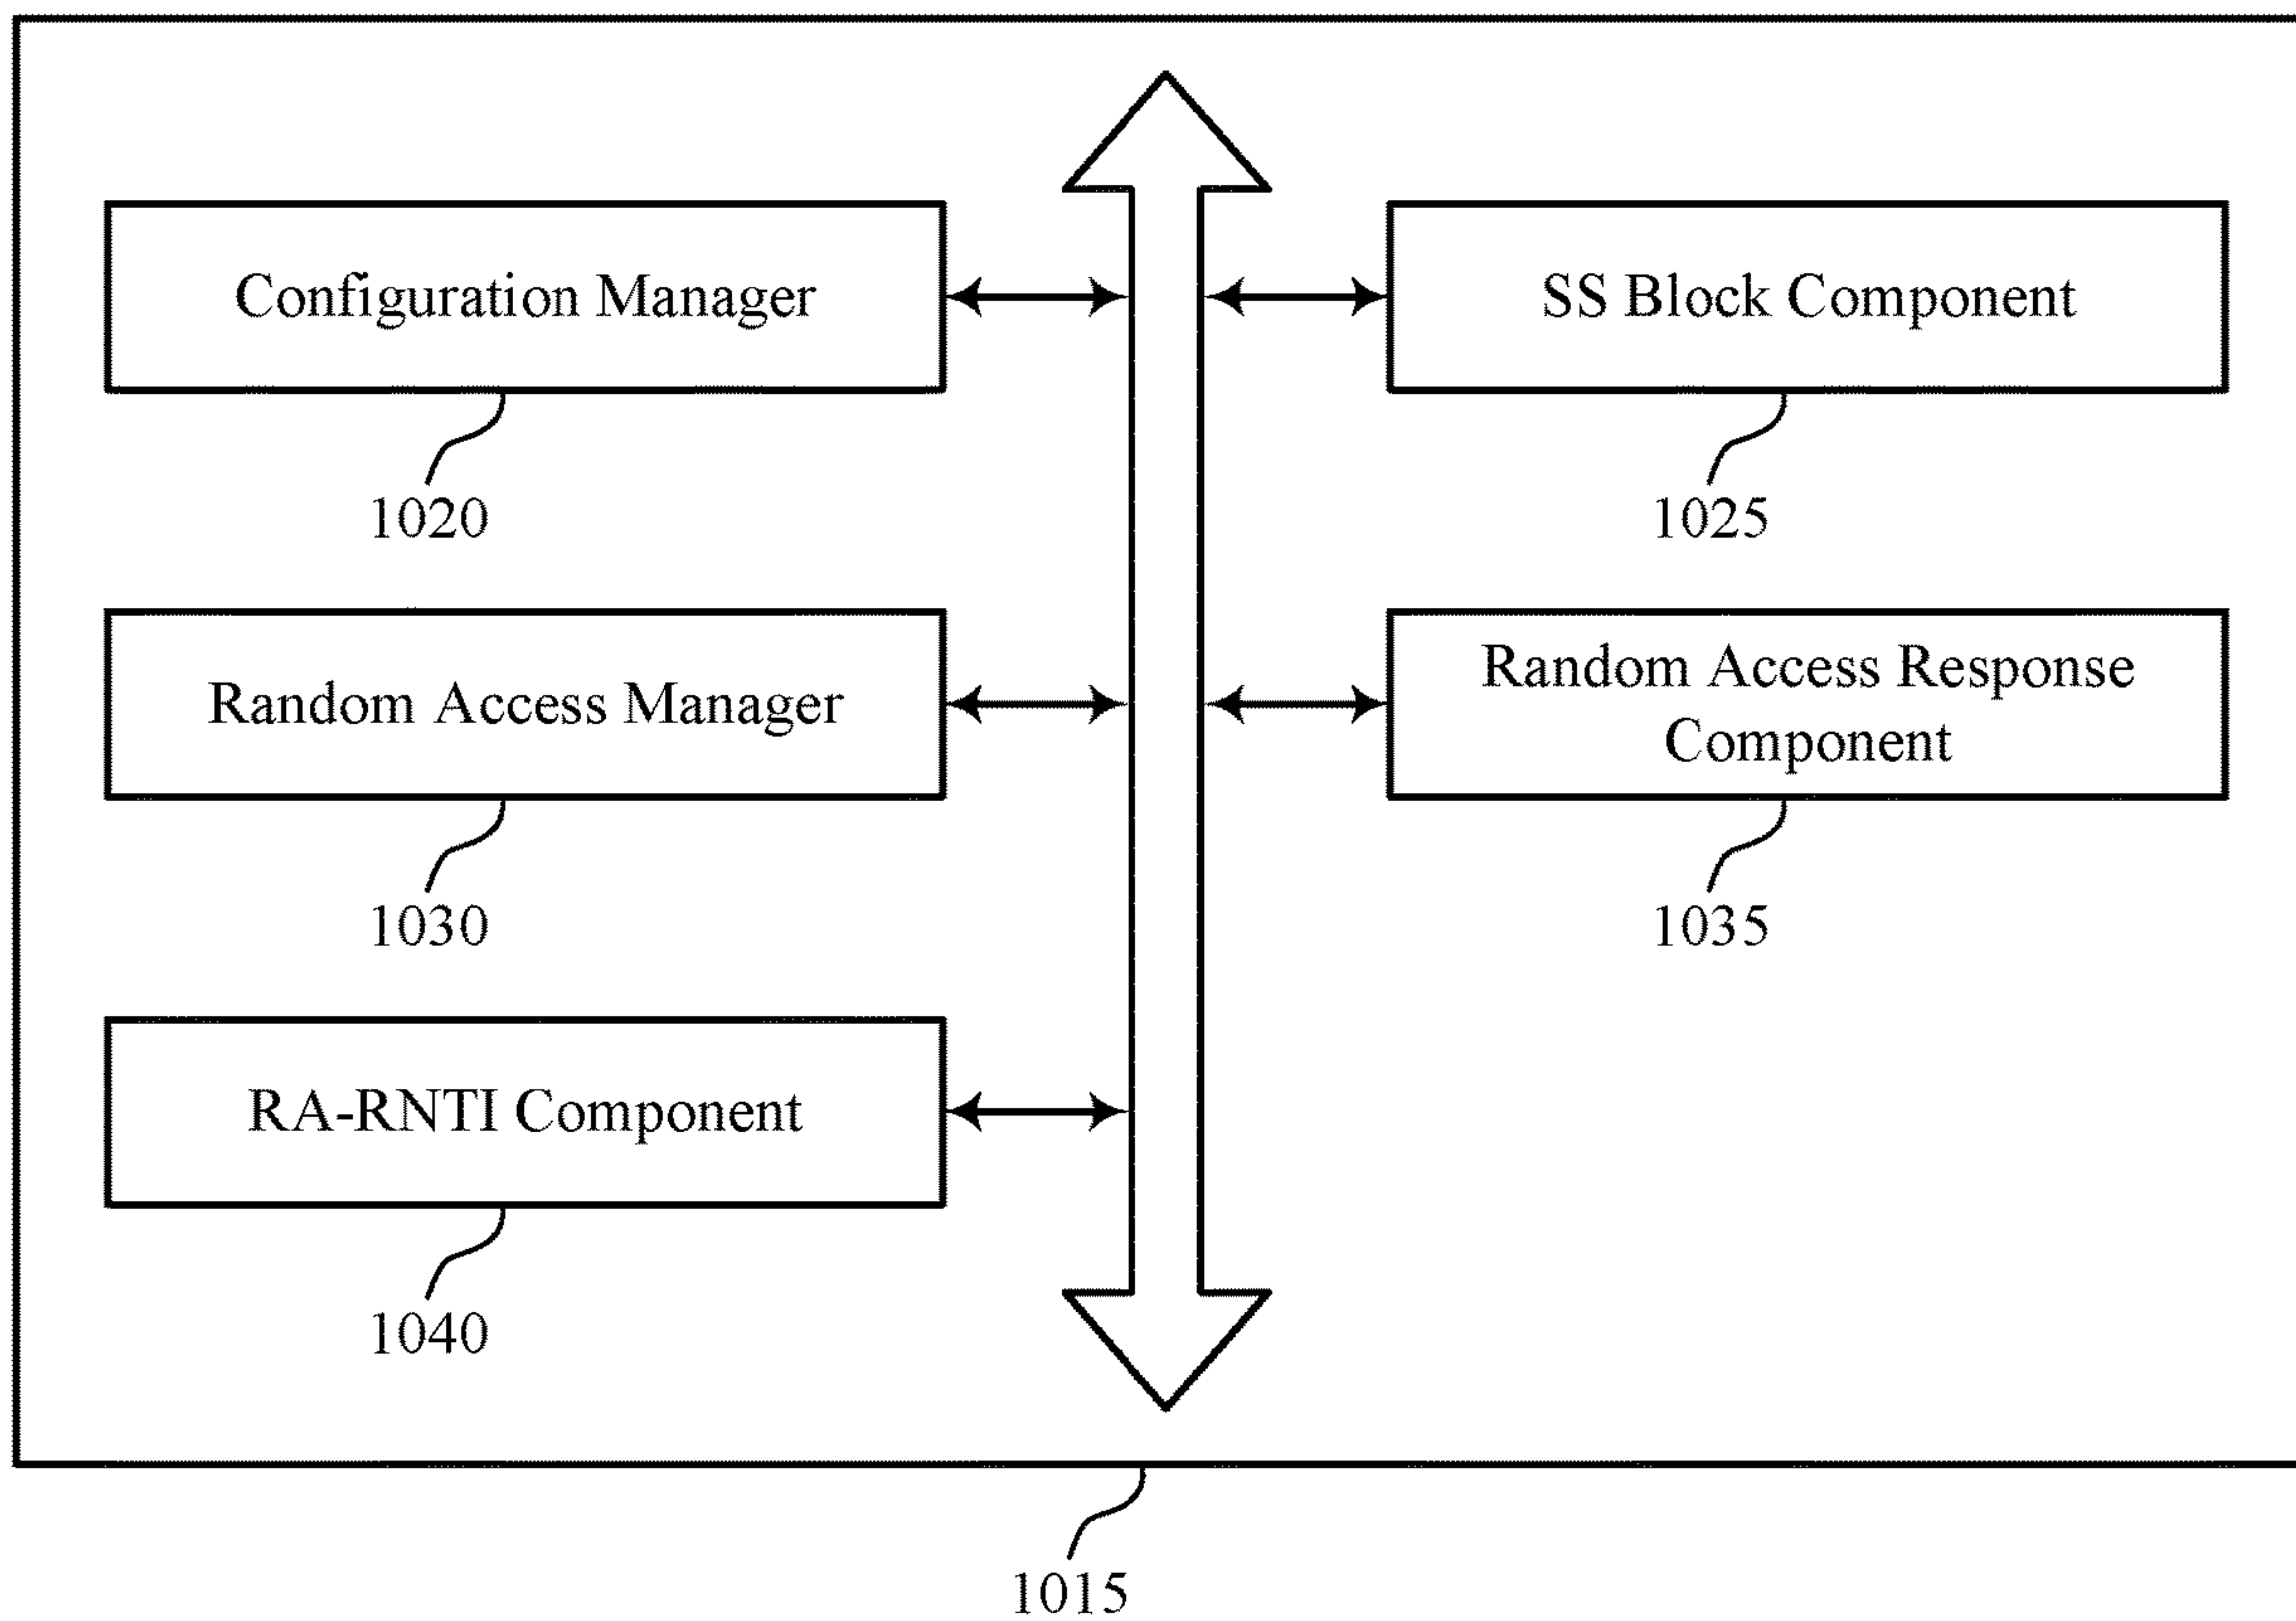 Configuration Manager
SS Block Component
1020
1025
Random Access Manager
Random Access Response
Component
1030
1035
RA-RNTI Component
1040
1015